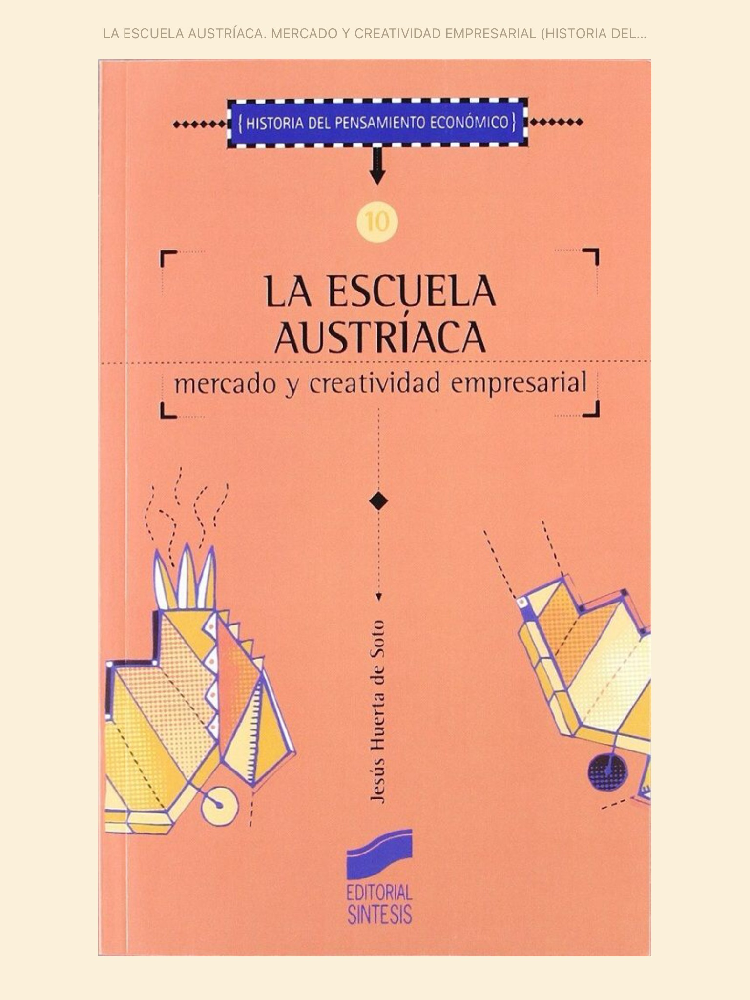 LA ESCUELA AUSTRÍACA. MERCADO Y CREATIVIDAD EMPRESARIAL (HISTORIA DEL...
{HISTORIA DEL PENSAMIENTO ECONÓMICO}
10
LA ESCUELA
AUSTRÍACA
mercado y creatividad empresarial
Jesús Huerta de Soto
EDITORIAL
SINTESIS